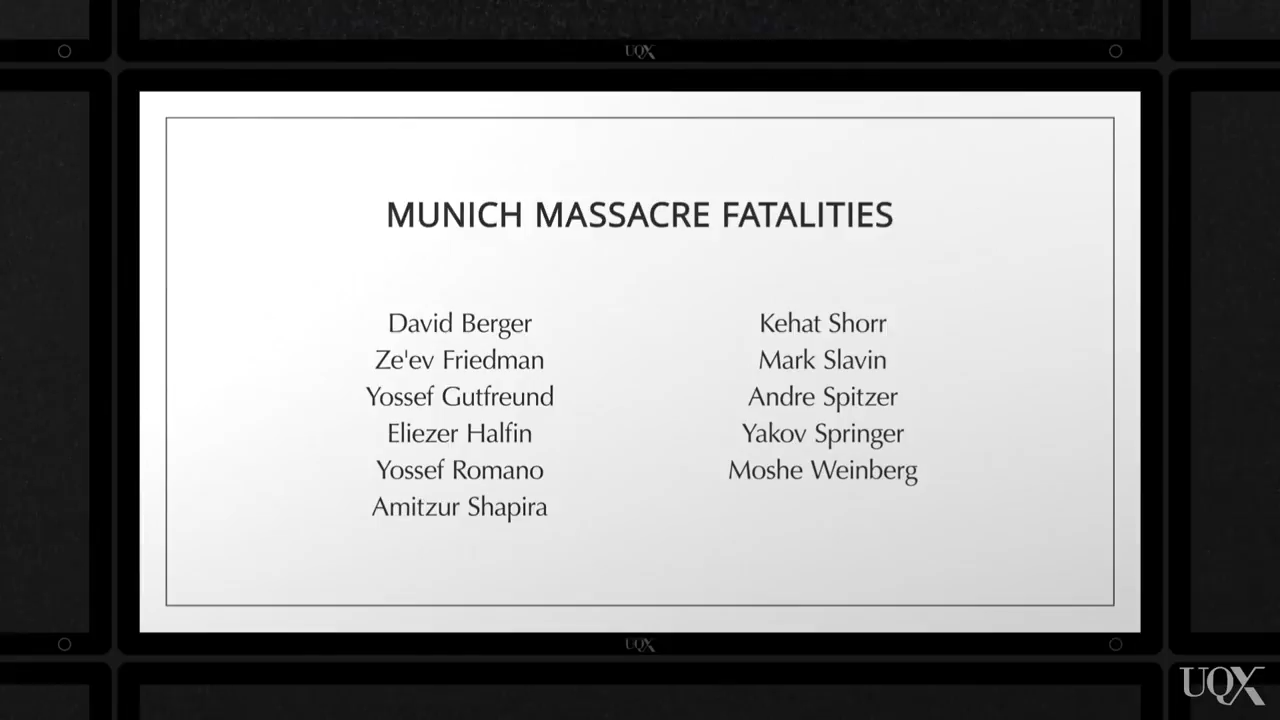 UQX
MUNICH MASSACRE FATALITIES
David Berger
Ze'ev Friedman
Yossef Gutfreund
Eliezer Halfin
Yossef Romano
Amitzur Shapira
Kehat Shorr
Mark Slavin
Andre Spitzer
Yakov Springer
Moshe Weinberg
UQX
UQX